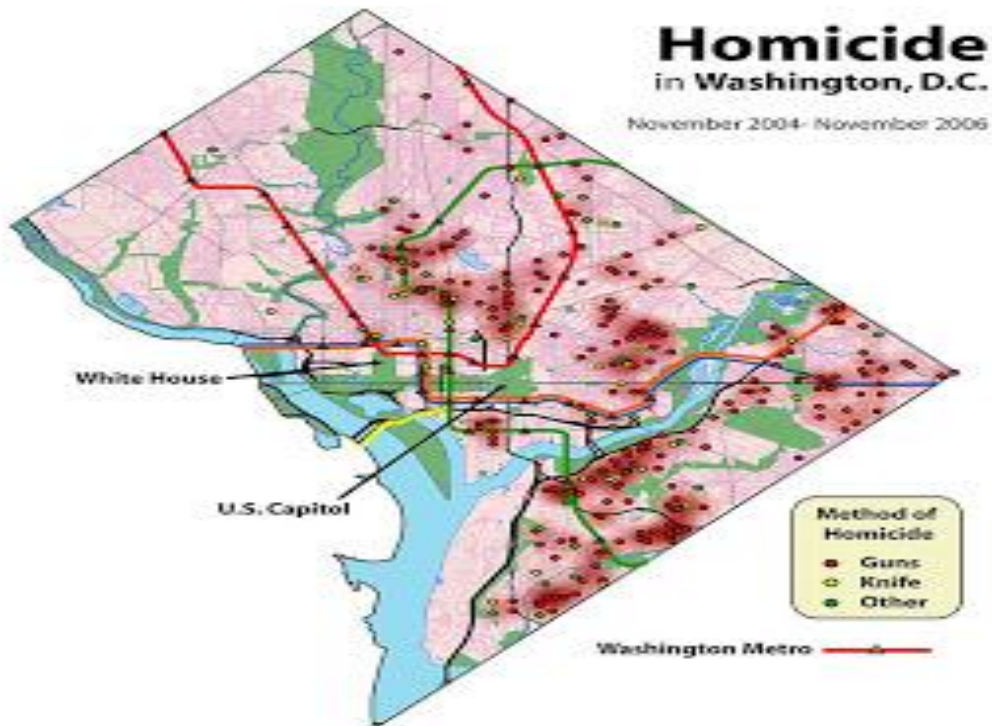 Homicide
in Washington, D.C.
November 2004- November 2006
White House
U.S. Capitol
Method of
Homicide
Guns
Knife
Other
Washington Metro